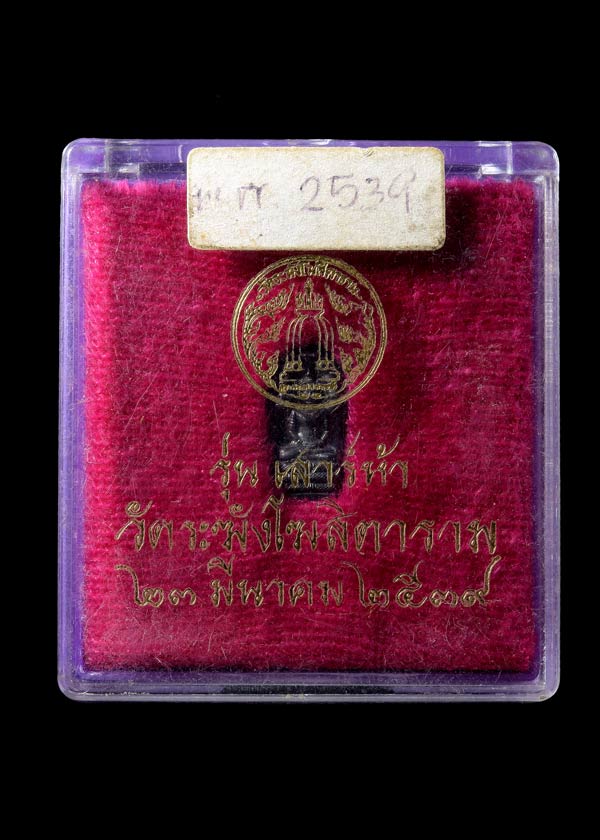 พ.ศ. 2539
รุ่น เสาร์ห้า
วัดระฆังโฆสิตาราม
๒๓ มีนาคม ๒๕๓๙